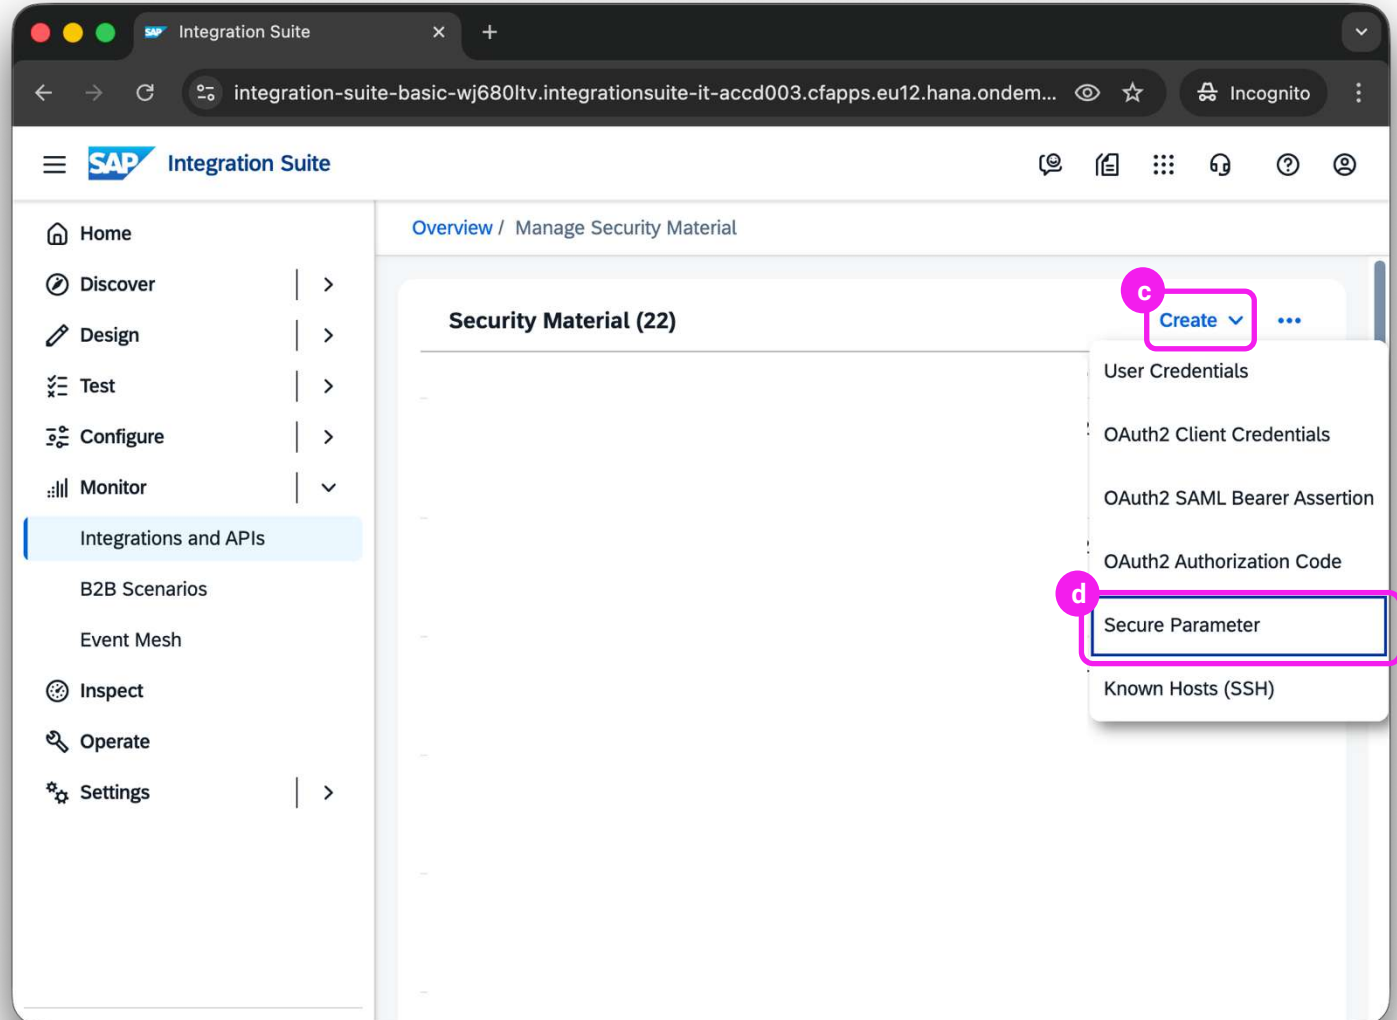 SAP Integration Suite
integration-suite-basic-wj680ltv.integrationsuite-it-accd003.cfapps.eu12.hana.ondem...
Incognito
SAP Integration Suite
Home
Discover
Design
Test
Configure
Monitor
Integrations and APIs
B2B Scenarios
Event Mesh
Inspect
Operate
Settings
Overview / Manage Security Material
Security Material (22)
c
Create
User Credentials
OAuth2 Client Credentials
OAuth2 SAML Bearer Assertion
OAuth2 Authorization Code
d
Secure Parameter
Known Hosts (SSH)